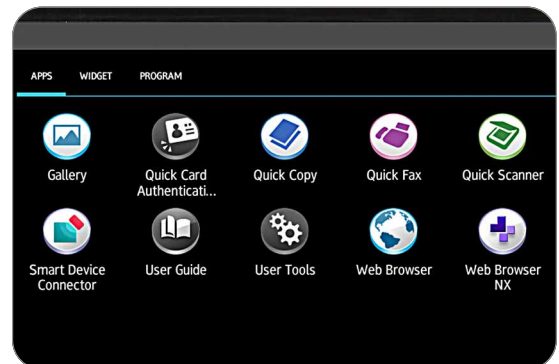 APPS WIDGET PROGRAM
Gallery
Quick Card
Authenticati...
Quick Copy
Quick Fax
Quick Scanner
Smart Device
Connector
User Guide
User Tools
Web Browser
Web Browser
NX